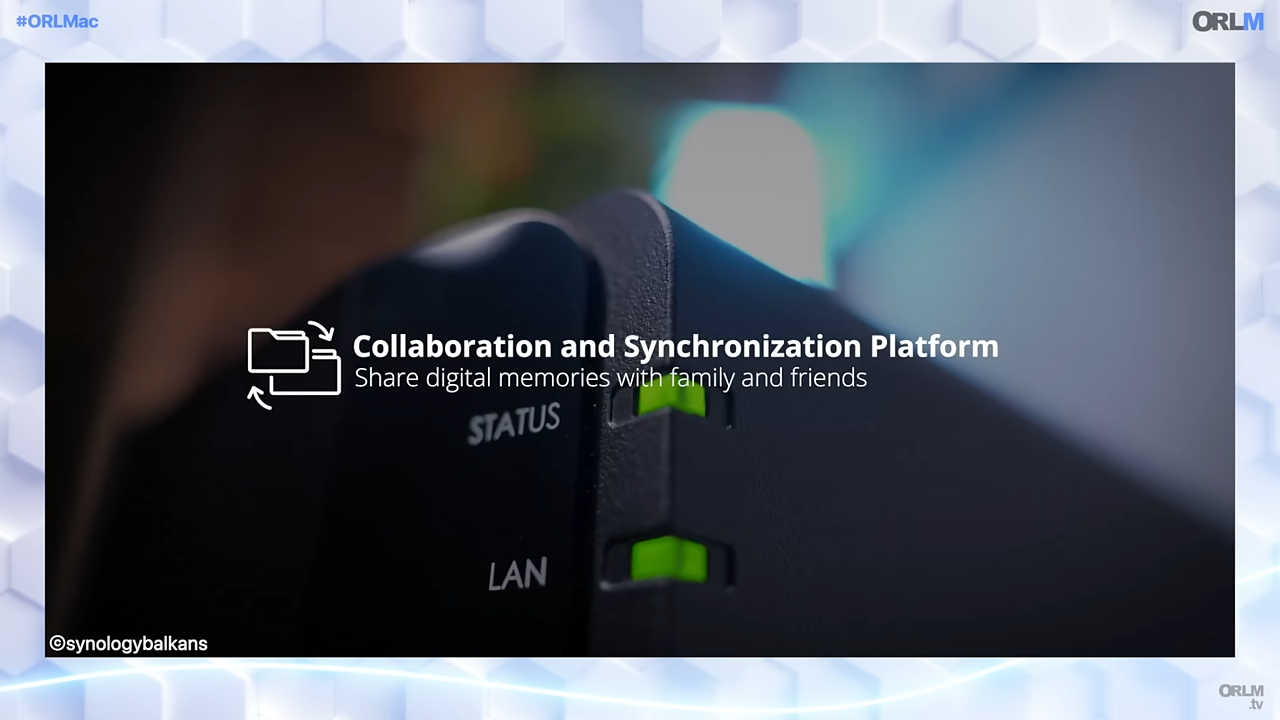 #ORLMac
ORLM
Collaboration and Synchronization Platform
Share digital memories with family and friends
STATUS
LAN
©synologybalkans
ORLM
.tv